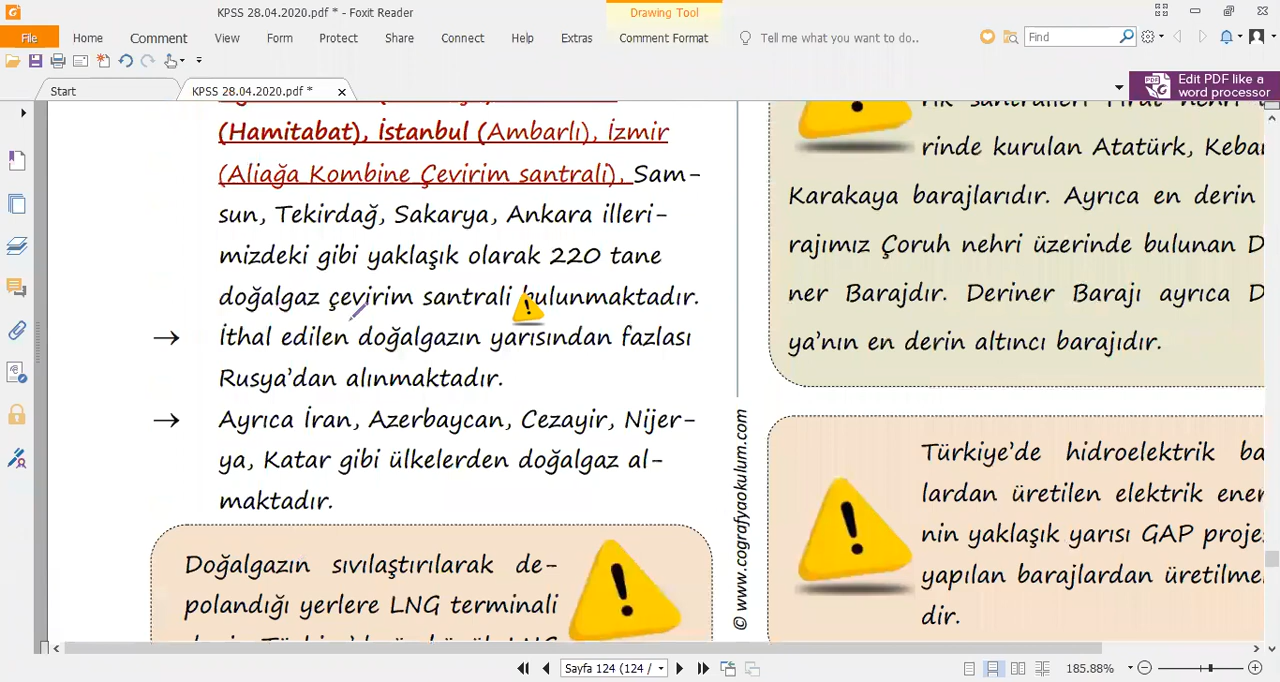 KPSS 28.04.2020.pdf * - Foxit Reader
Drawing Tool
File
Home
Comment
View
Form
Protect
Share
Connect
Help
Extras
Comment Format
Tell me what you want to do..
Find
Start
KPSS 28.04.2020.pdf *
Edit PDF like a
word processor
(Hamitabat), İstanbul (Ambarlı), İzmir
(Aliağa Kombine Çevirim santrali), Sam-
sun, Tekirdağ, Sakarya, Ankara illeri-
mizdeki gibi yaklaşık olarak 220 tane
doğalgaz çevirim santrali bulunmaktadır.
→ İthal edilen doğalgazın yarısından fazlası
Rusya'dan alınmaktadır.
→ Ayrıca İran, Azerbaycan, Cezayir, Nijer-
ya, Katar gibi ülkelerden doğalgaz al-
maktadır.
Doğalgazın sıvılaştırılarak de-
polandığı yerlere LNG terminali
© www.cografyaokulum.com
rinde kurulan Atatürk, Keba
Karakaya barajlarıdır. Ayrıca en derin
rajımız Çoruh nehri üzerinde bulunan D
ner Barajdır. Deriner Barajı ayrıca D
ya'nın en derin altıncı barajıdır.
Türkiye'de hidroelektrik ba
lardan üretilen elektrik ener
nin yaklaşık yarısı GAP proje
yapılan barajlardan üretilme
dir.
Sayfa 124 (124 /
185.88%